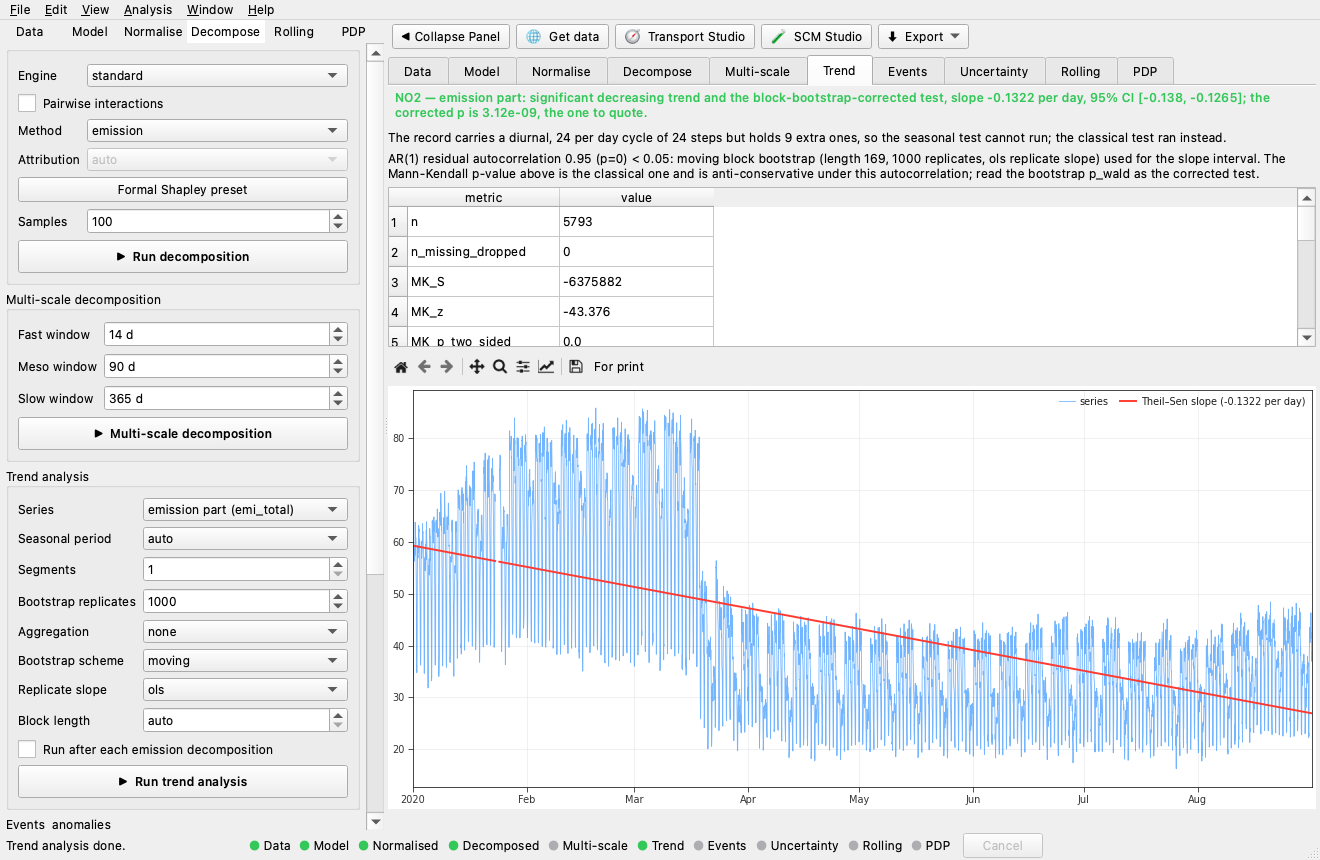 File Edit View Analysis Window Help
Data Model Normalise Decompose Rolling PDP
Engine standard
Pairwise interactions
Method emission
Attribution auto
Formal Shapley preset
Samples 100
Run decomposition
Multi-scale decomposition
Fast window 14 d
Meso window 90 d
Slow window 365 d
Multi-scale decomposition
Trend analysis
Series emission part (emi_total)
Seasonal period auto
Segments 1
Bootstrap replicates 1000
Aggregation none
Bootstrap scheme moving
Replicate slope ols
Block length auto
Run after each emission decomposition
Run trend analysis
Events anomalies
Collapse Panel Get data Transport Studio SCM Studio Export
Data Model Normalise Decompose Multi-scale Trend Events Uncertainty Rolling PDP
NO2 — emission part: significant decreasing trend and the block-bootstrap-corrected test, slope -0.1322 per day, 95% CI [-0.138, -0.1265]; the
corrected p is 3.12e-09, the one to quote.
The record carries a diurnal, 24 per day cycle of 24 steps but holds 9 extra ones, so the seasonal test cannot run; the classical test ran instead.
AR(1) residual autocorrelation 0.95 (p=0) < 0.05: moving block bootstrap (length 169, 1000 replicates, ols replicate slope) used for the slope interval. The
Mann-Kendall p-value above is the classical one and is anti-conservative under this autocorrelation; read the bootstrap p_wald as the corrected test.
metric value
1 n 5793
2 n_missing_dropped 0
3 MK_S -6375882
4 MK_z -43.376
5 MK_p_two_sided 0.0
For print
series Theil–Sen slope (-0.1322 per day)
80
70
60
50
40
30
20
2020 Feb Mar Apr May Jun Jul Aug
Trend analysis done. Data Model Normalised Decomposed Multi-scale Trend Events Uncertainty Rolling PDP Cancel